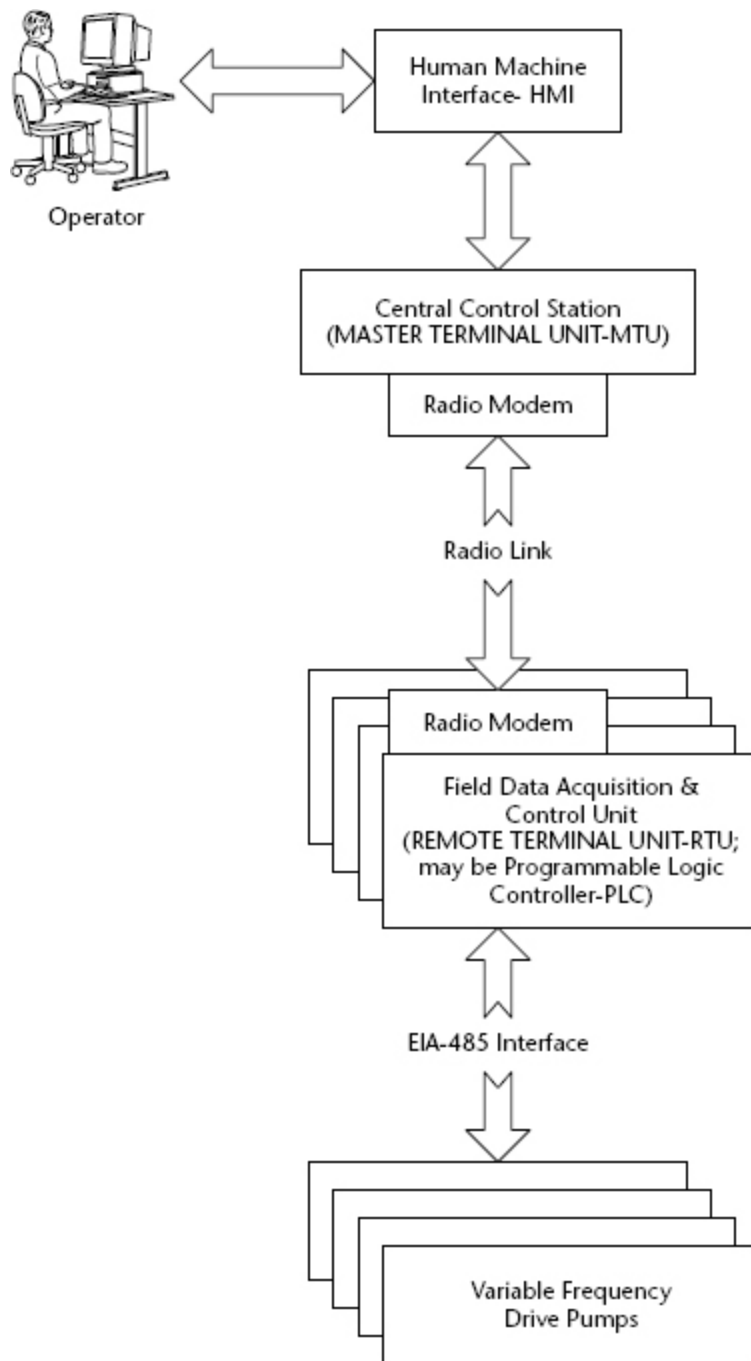 Human Machine
Interface- HMI
Operator
Central Control Station
(MASTER TERMINAL UNIT-MTU)
Radio Modem
Radio Link
Radio Modem
Field Data Acquisition &
Control Unit
(REMOTE TERMINAL UNIT-RTU;
may be Programmable Logic
Controller-PLC)
EIA-485 Interface
Variable Frequency
Drive Pumps